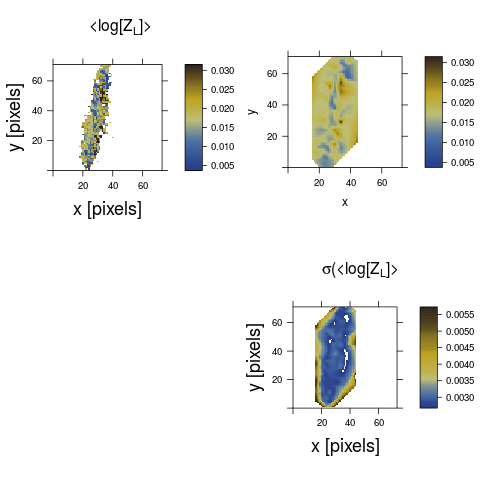 <log[Z_L]>
60
40
20
y [pixels]
20 40 60
x [pixels]
0.030
0.025
0.020
0.015
0.010
0.005
60
40
20
y
20 40 60
x
0.030
0.025
0.020
0.015
0.010
0.005
σ(<log[Z_L]>
60
40
20
y [pixels]
20 40 60
x [pixels]
0.0055
0.0050
0.0045
0.0040
0.0035
0.0030